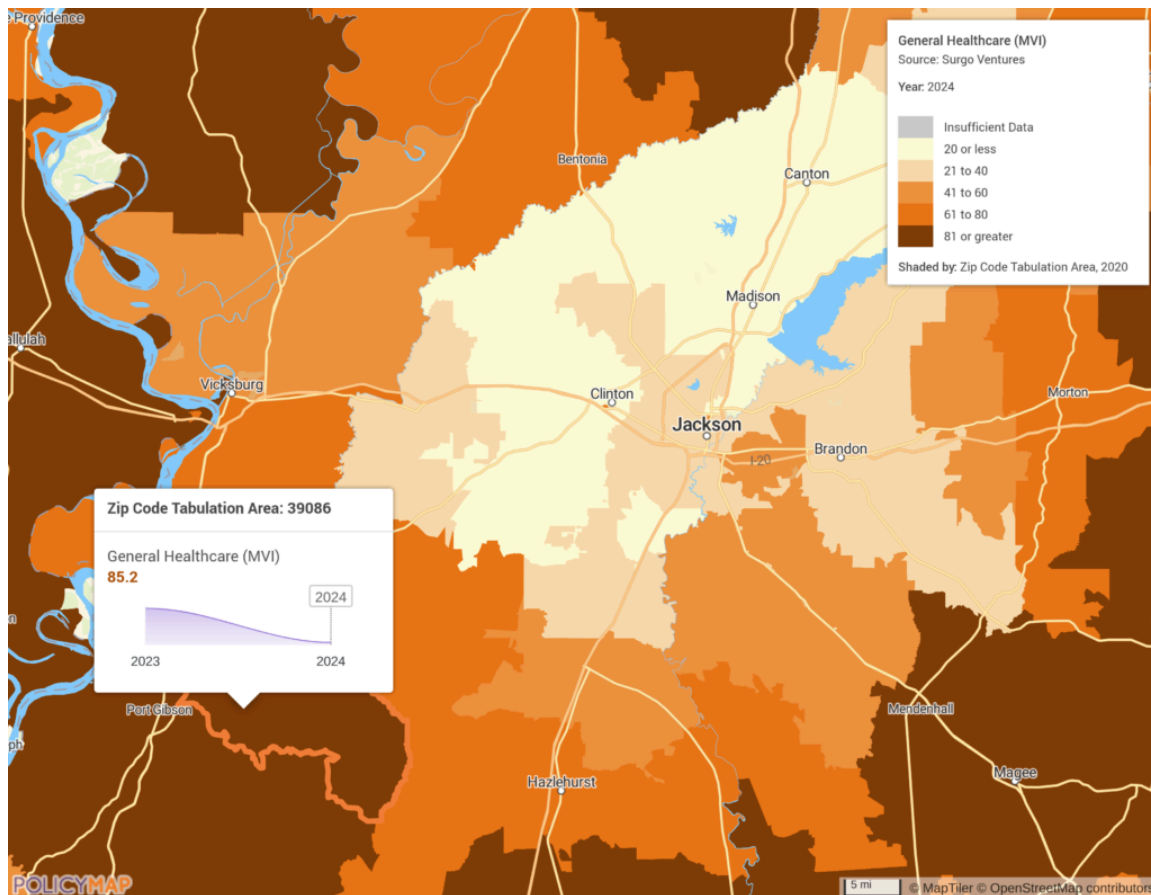 Providence
Bentonia
Canton
Madison
allulah
Vicksburg
Clinton
Jackson
I-20
Brandon
Morton
Port Gibson
ph
Hazlehurst
Mendenhall
Magee
General Healthcare (MVI)
Source: Surgo Ventures
Year: 2024
Insufficient Data
20 or less
21 to 40
41 to 60
61 to 80
81 or greater
Shaded by: Zip Code Tabulation Area, 2020
Zip Code Tabulation Area: 39086
General Healthcare (MVI)
85.2
2024
2023
2024
POLICYMAP
5 mi
© MapTiler © OpenStreetMap contributors